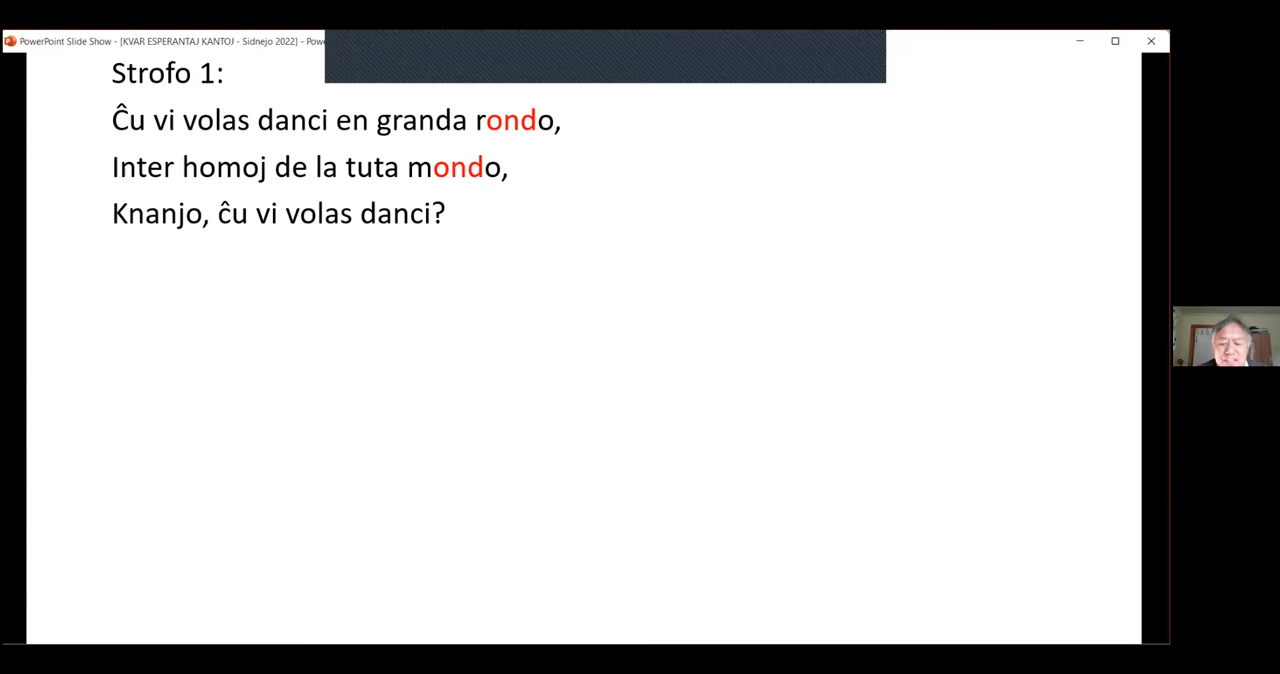 PowerPoint Slide Show - [KVAR ESPERANTAJ KANTOJ - Sidnejo 2022] - Powe
Strofo 1:
Ĉu vi volas danci en granda rondo,
Inter homoj de la tuta mondo,
Knanjo, ĉu vi volas danci?